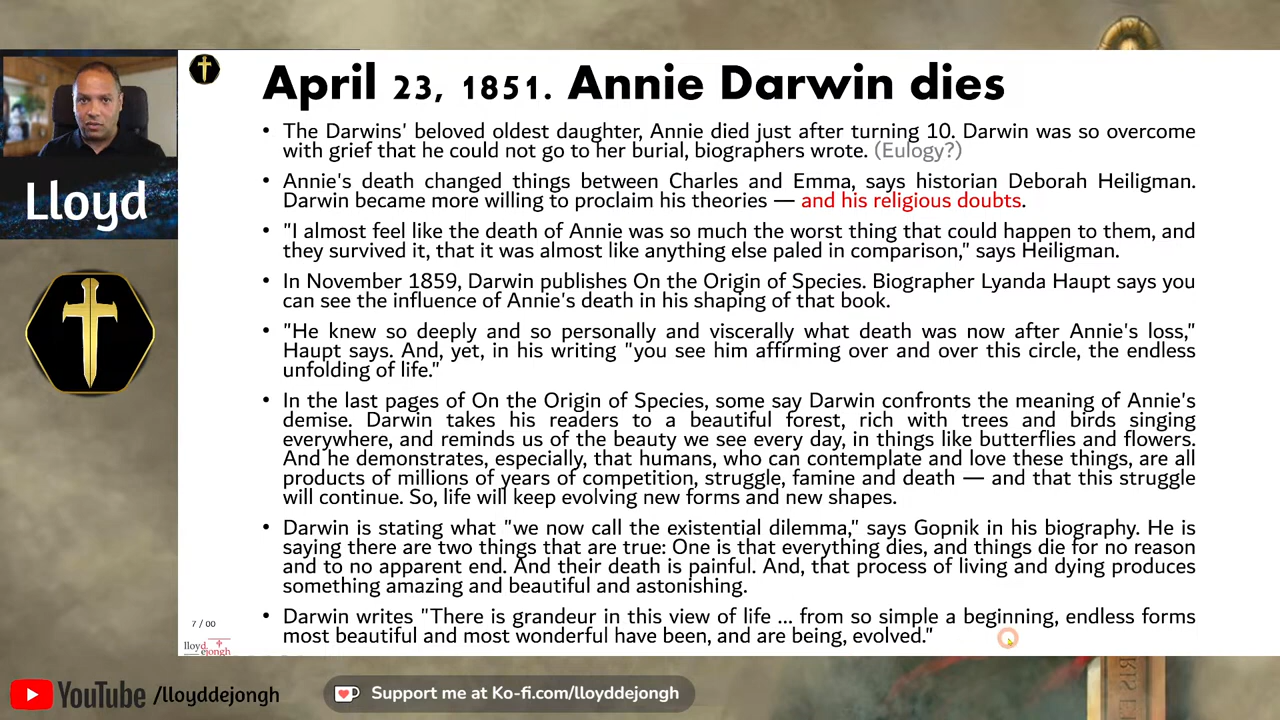 April 23, 1851. Annie Darwin dies
• The Darwins' beloved oldest daughter, Annie died just after turning 10. Darwin was so overcome
with grief that he could not go to her burial, biographers wrote. (Eulogy?)
• Annie's death changed things between Charles and Emma, says historian Deborah Heiligman.
Darwin became more willing to proclaim his theories — and his religious doubts.
• "I almost feel like the death of Annie was so much the worst thing that could happen to them, and
they survived it, that it was almost like anything else paled in comparison," says Heiligman.
• In November 1859, Darwin publishes On the Origin of Species. Biographer Lyanda Haupt says you
can see the influence of Annie's death in his shaping of that book.
• "He knew so deeply and so personally and viscerally what death was now after Annie's loss,"
Haupt says. And, yet, in his writing "you see him affirming over and over this circle, the endless
unfolding of life."
• In the last pages of On the Origin of Species, some say Darwin confronts the meaning of Annie's
demise. Darwin takes his readers to a beautiful forest, rich with trees and birds singing
everywhere, and reminds us of the beauty we see every day, in things like butterflies and flowers.
And he demonstrates, especially, that humans, who can contemplate and love these things, are all
products of millions of years of competition, struggle, famine and death — and that this struggle
will continue. So, life will keep evolving new forms and new shapes.
• Darwin is stating what "we now call the existential dilemma," says Gopnik in his biography. He is
saying there are two things that are true: One is that everything dies, and things die for no reason
and to no apparent end. And their death is painful. And, that process of living and dying produces
something amazing and beautiful and astonishing.
• Darwin writes "There is grandeur in this view of life ... from so simple a beginning, endless forms
most beautiful and most wonderful have been, and are being, evolved."
Lloyd
7 / 00
lloyd
ejongh
YouTube /lloyddejongh
Support me at Ko-fi.com/lloyddejongh